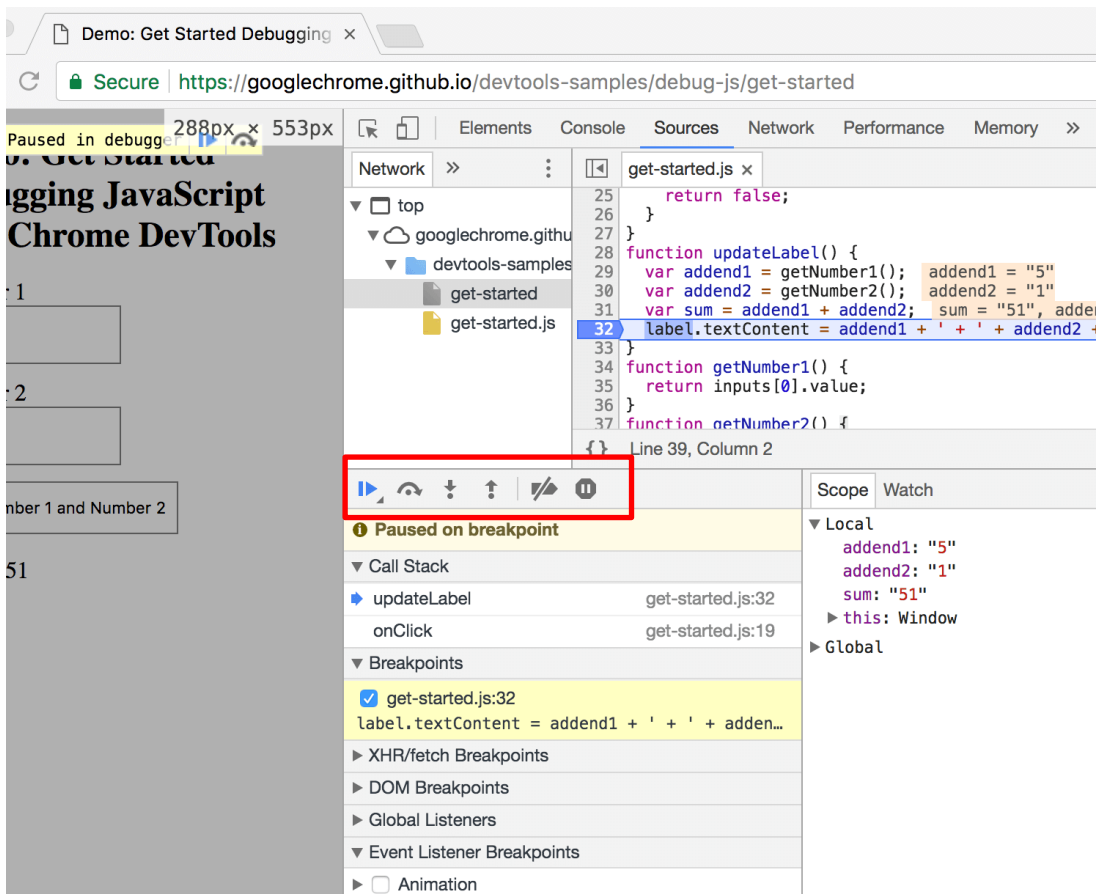 Demo: Get Started Debugging ×
Secure https://googlechrome.github.io/devtools-samples/debug-js/get-started
Paused in debugger
288px × 553px
Get Started
gging JavaScript
Chrome DevTools
r 1
r 2
mber 1 and Number 2
51
Elements Console Sources Network Performance Memory »
Network »
top
googlechrome.githu
devtools-samples
get-started
get-started.js
get-started.js ×
25 return false;
26 }
27 }
28 function updateLabel() {
29 var addend1 = getNumber1(); addend1 = "5"
30 var addend2 = getNumber2(); addend2 = "1"
31 var sum = addend1 + addend2; sum = "51", adden
32 label.textContent = addend1 + ' + ' + addend2 +
33 }
34 function getNumber1() {
35 return inputs[0].value;
36 }
37 function getNumber2() {
{} Line 39, Column 2
Paused on breakpoint
Call Stack
updateLabel get-started.js:32
onClick get-started.js:19
Breakpoints
get-started.js:32
label.textContent = addend1 + ' + ' + adden…
XHR/fetch Breakpoints
DOM Breakpoints
Global Listeners
Event Listener Breakpoints
Animation
Scope Watch
Local
addend1: "5"
addend2: "1"
sum: "51"
this: Window
Global